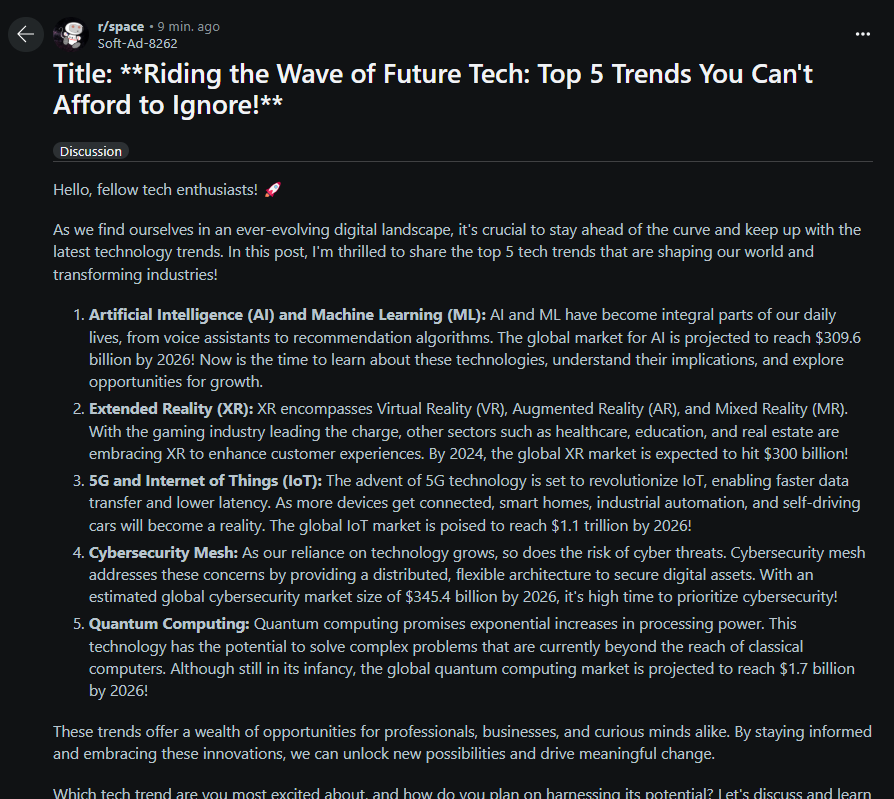 r/space • 9 min. ago
Soft-Ad-8262
Title: **Riding the Wave of Future Tech: Top 5 Trends You Can't
Afford to Ignore!**
Discussion
Hello, fellow tech enthusiasts! 🚀
As we find ourselves in an ever-evolving digital landscape, it's crucial to stay ahead of the curve and keep up with the
latest technology trends. In this post, I'm thrilled to share the top 5 tech trends that are shaping our world and
transforming industries!
1. Artificial Intelligence (AI) and Machine Learning (ML): AI and ML have become integral parts of our daily
lives, from voice assistants to recommendation algorithms. The global market for AI is projected to reach $309.6
billion by 2026! Now is the time to learn about these technologies, understand their implications, and explore
opportunities for growth.
2. Extended Reality (XR): XR encompasses Virtual Reality (VR), Augmented Reality (AR), and Mixed Reality (MR).
With the gaming industry leading the charge, other sectors such as healthcare, education, and real estate are
embracing XR to enhance customer experiences. By 2024, the global XR market is expected to hit $300 billion!
3. 5G and Internet of Things (IoT): The advent of 5G technology is set to revolutionize IoT, enabling faster data
transfer and lower latency. As more devices get connected, smart homes, industrial automation, and self-driving
cars will become a reality. The global IoT market is poised to reach $1.1 trillion by 2026!
4. Cybersecurity Mesh: As our reliance on technology grows, so does the risk of cyber threats. Cybersecurity mesh
addresses these concerns by providing a distributed, flexible architecture to secure digital assets. With an
estimated global cybersecurity market size of $345.4 billion by 2026, it's high time to prioritize cybersecurity!
5. Quantum Computing: Quantum computing promises exponential increases in processing power. This
technology has the potential to solve complex problems that are currently beyond the reach of classical
computers. Although still in its infancy, the global quantum computing market is projected to reach $1.7 billion
by 2026!
These trends offer a wealth of opportunities for professionals, businesses, and curious minds alike. By staying informed
and embracing these innovations, we can unlock new possibilities and drive meaningful change.
Which tech trend are you most excited about, and how do you plan on harnessing its potential? Let's discuss and learn